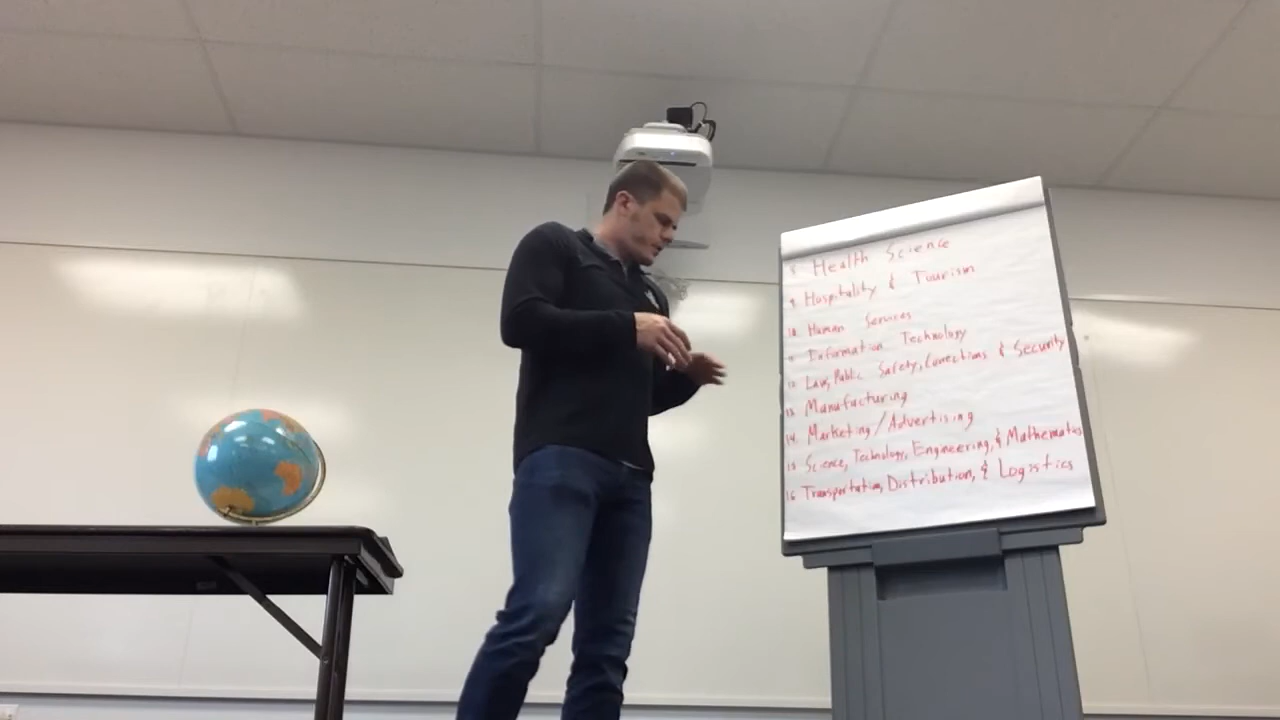 8. Health Science
9. Hospitality & Tourism
10. Human Services
11. Information Technology
12. Law, Public Safety, Corrections & Security
13. Manufacturing
14. Marketing/Advertising
15. Science, Technology, Engineering, & Mathematics
16. Transportation, Distribution, & Logistics